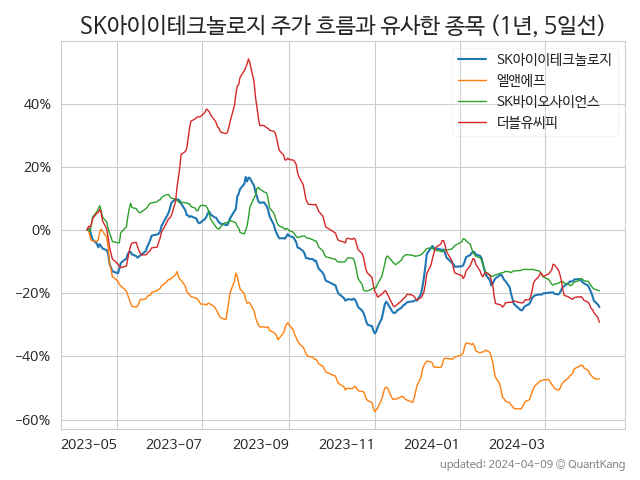 SK아이이테크놀로지 주가 흐름과 유사한 종목 (1년, 5일선)
SK아이이테크놀로지
엘앤에프
SK바이오사이언스
더블유씨피
40%
20%
0%
−20%
−40%
−60%
2023-05 2023-07 2023-09 2023-11 2024-01 2024-03
updated: 2024-04-09 © QuantKang